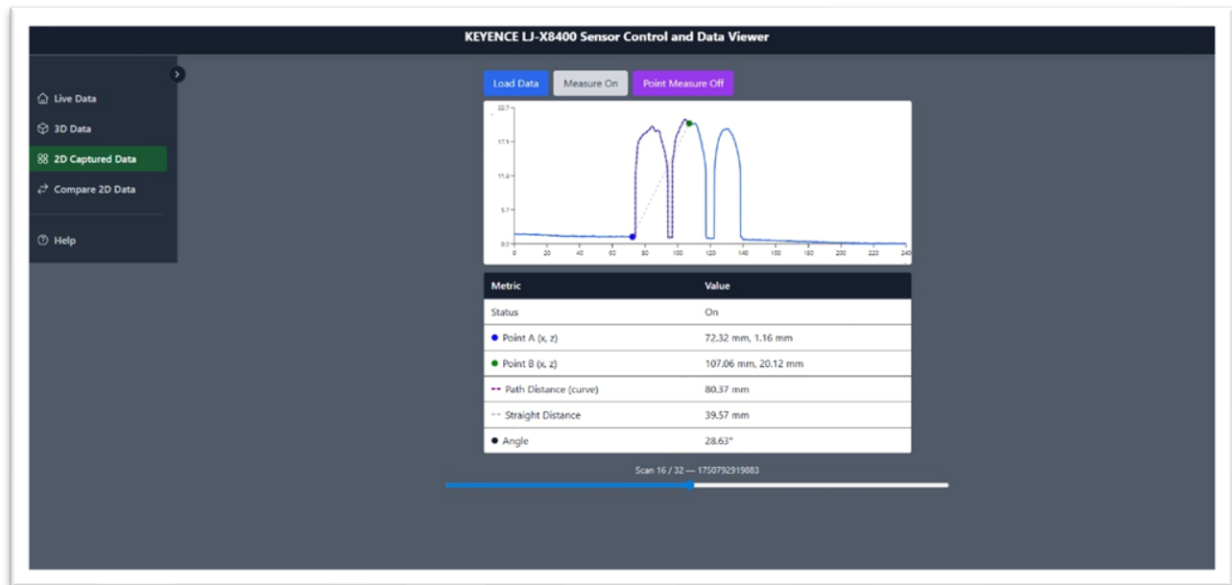 KEYENCE LJ-X8400 Sensor Control and Data Viewer
Live Data
3D Data
2D Captured Data
Compare 2D Data
Help
Load Data Measure On Point Measure Off
22.7
17.1
11.4
5.7
0.0
0 20 40 60 80 100 120 140 160 180 200 220 240
Metric Value
Status On
Point A (x, z) 72.32 mm, 1.16 mm
Point B (x, z) 107.06 mm, 20.12 mm
Path Distance (curve) 80.37 mm
Straight Distance 39.57 mm
Angle 28.63°
Scan 16 / 32 — 1750792919083